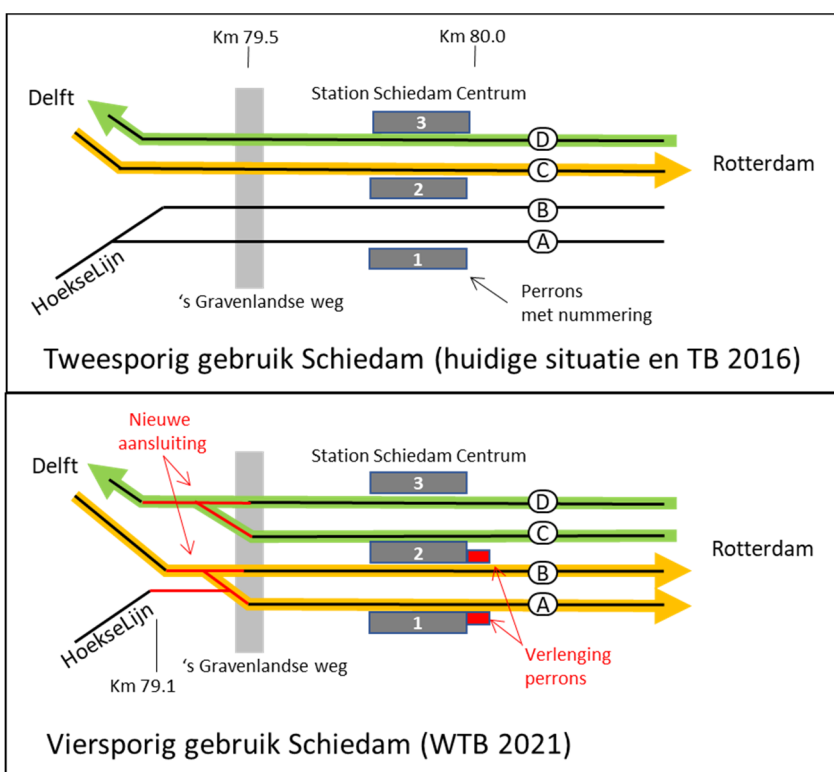 Km 79.5
Km 80.0
Station Schiedam Centrum
Delft
3
D
Rotterdam
C
2
B
A
HoekseLijn
1
‘s Gravenlandse weg
Perrons
met nummering
Tweesporig gebruik Schiedam (huidige situatie en TB 2016)
Nieuwe
aansluiting
Station Schiedam Centrum
Delft
3
D
C
Rotterdam
2
B
A
HoekseLijn
1
‘s Gravenlandse weg
Verlenging
perrons
Km 79.1
Viersporig gebruik Schiedam (WTB 2021)